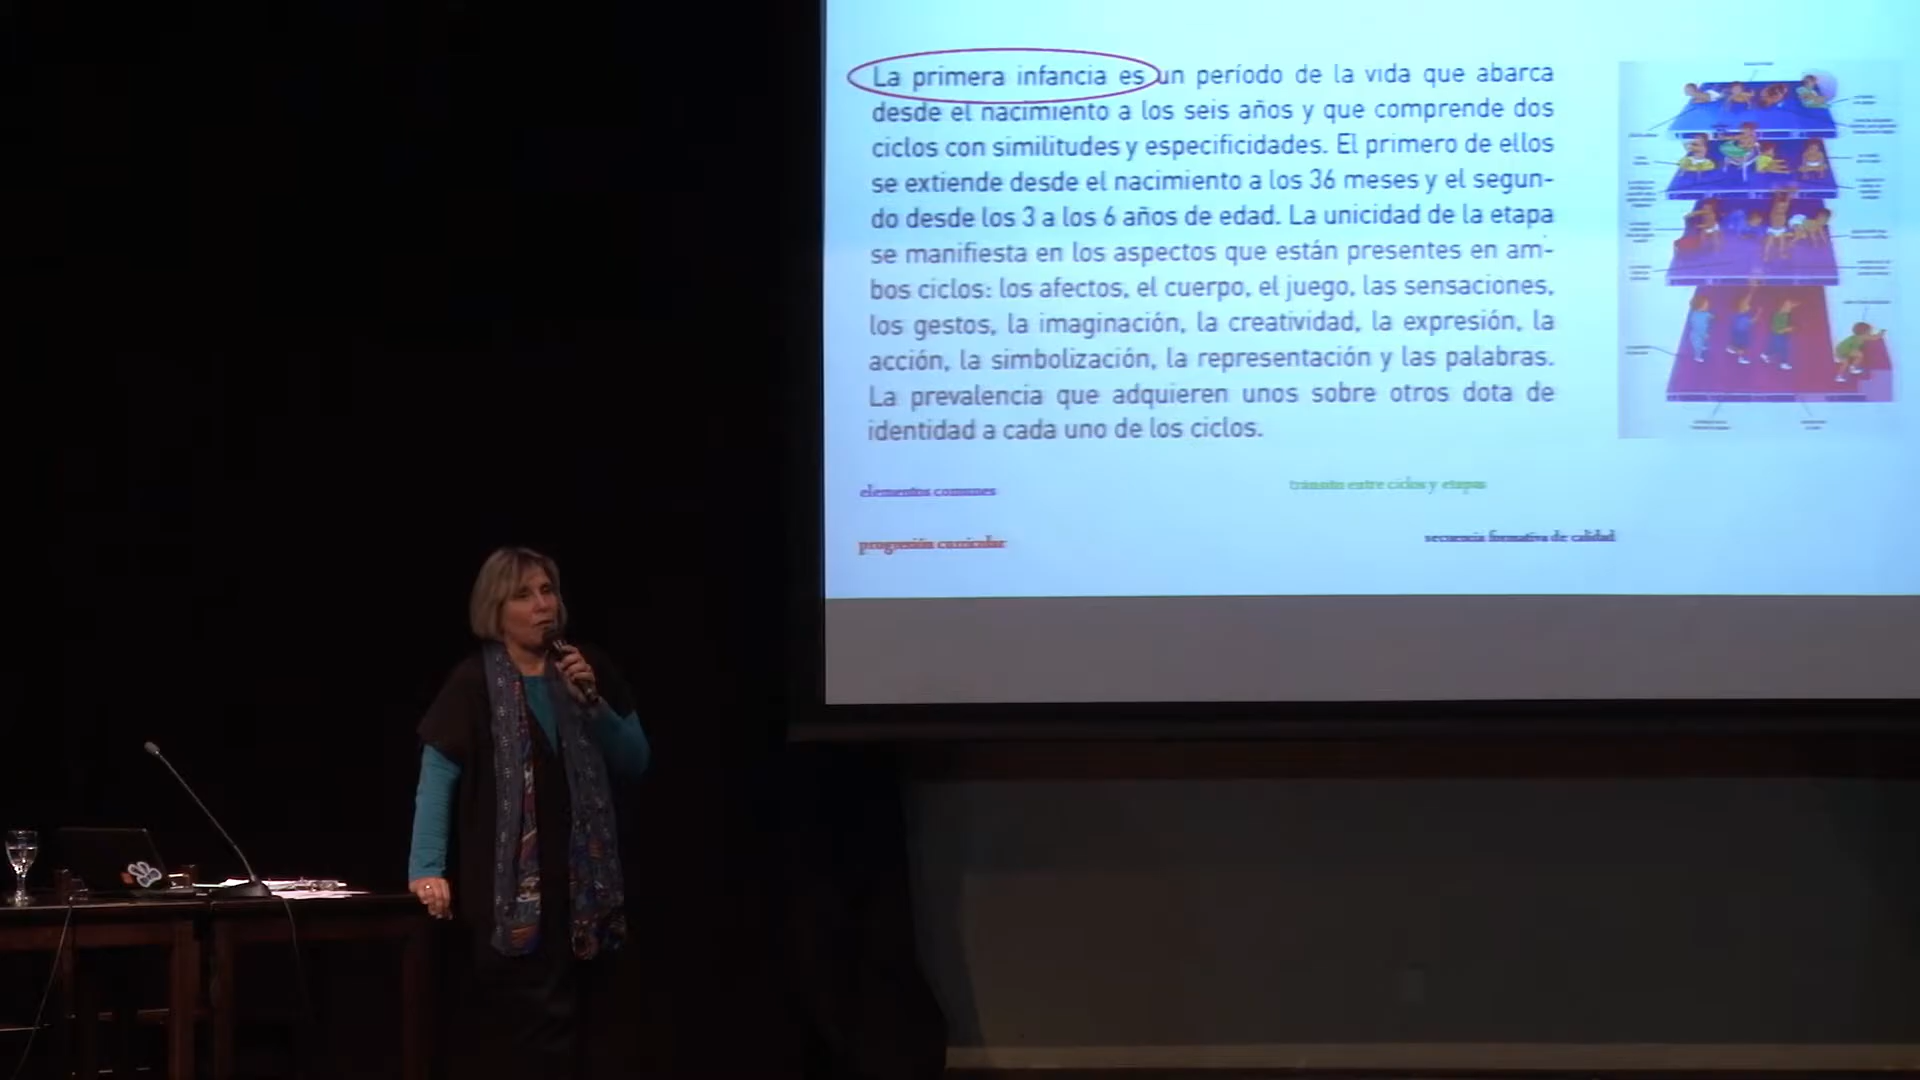 La primera infancia es un período de la vida que abarca
desde el nacimiento a los seis años y que comprende dos
ciclos con similitudes y especificidades. El primero de ellos
se extiende desde el nacimiento a los 36 meses y el segun-
do desde los 3 a los 6 años de edad. La unicidad de la etapa
se manifiesta en los aspectos que están presentes en am-
bos ciclos: los afectos, el cuerpo, el juego, las sensaciones,
los gestos, la imaginación, la creatividad, la expresión, la
acción, la simbolización, la representación y las palabras.
La prevalencia que adquieren unos sobre otros dota de
identidad a cada uno de los ciclos.
elementos comunes
tránsito entre ciclos y etapas
progresión curricular
secuencia formativa de calidad